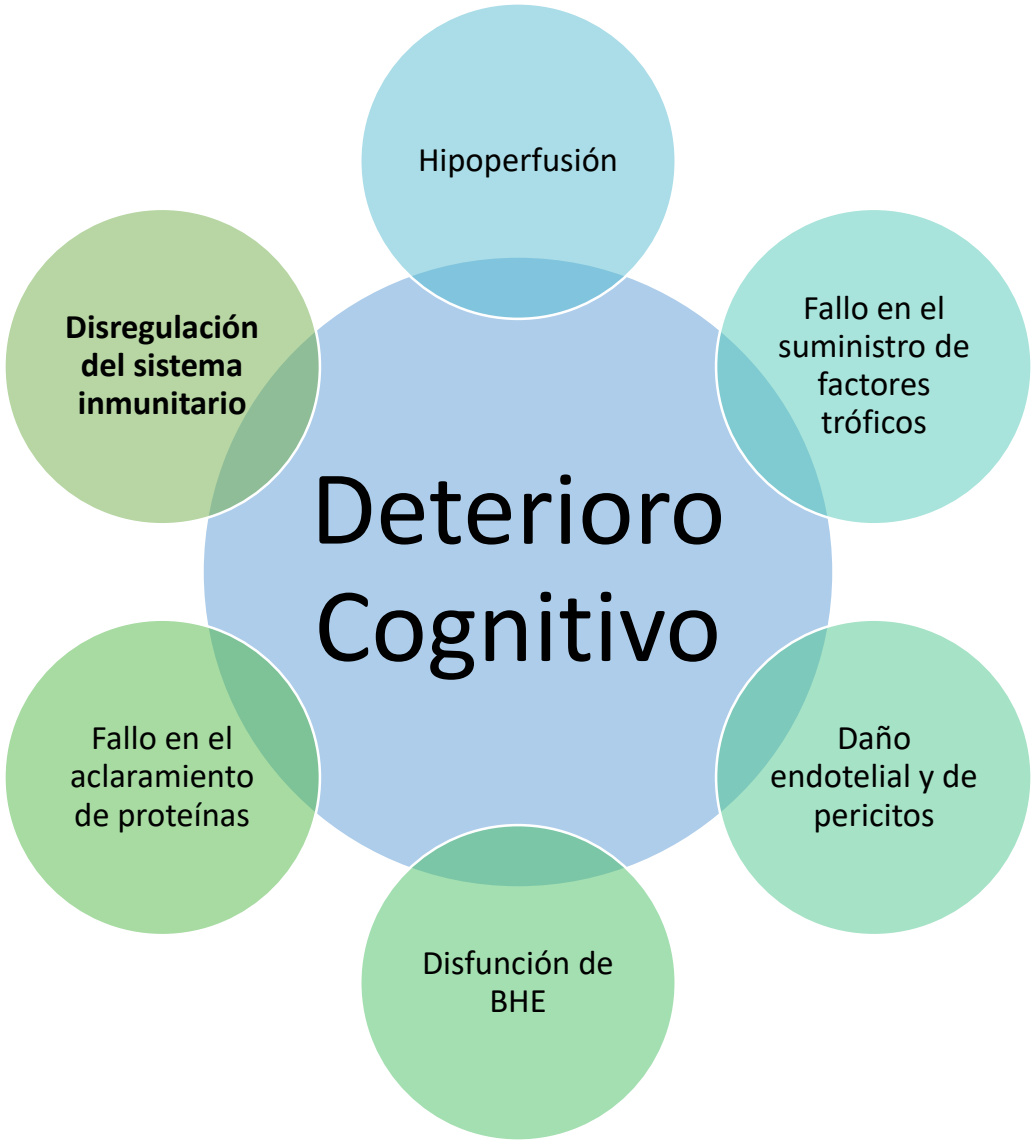 Hipoperfusión
Fallo en el
suministro de
factores
tróficos
Daño
endotelial y de
pericitos
Disfunción de
BHE
Fallo en el
aclaramiento
de proteínas
Disregulación
del sistema
inmunitario
Deterioro
Cognitivo